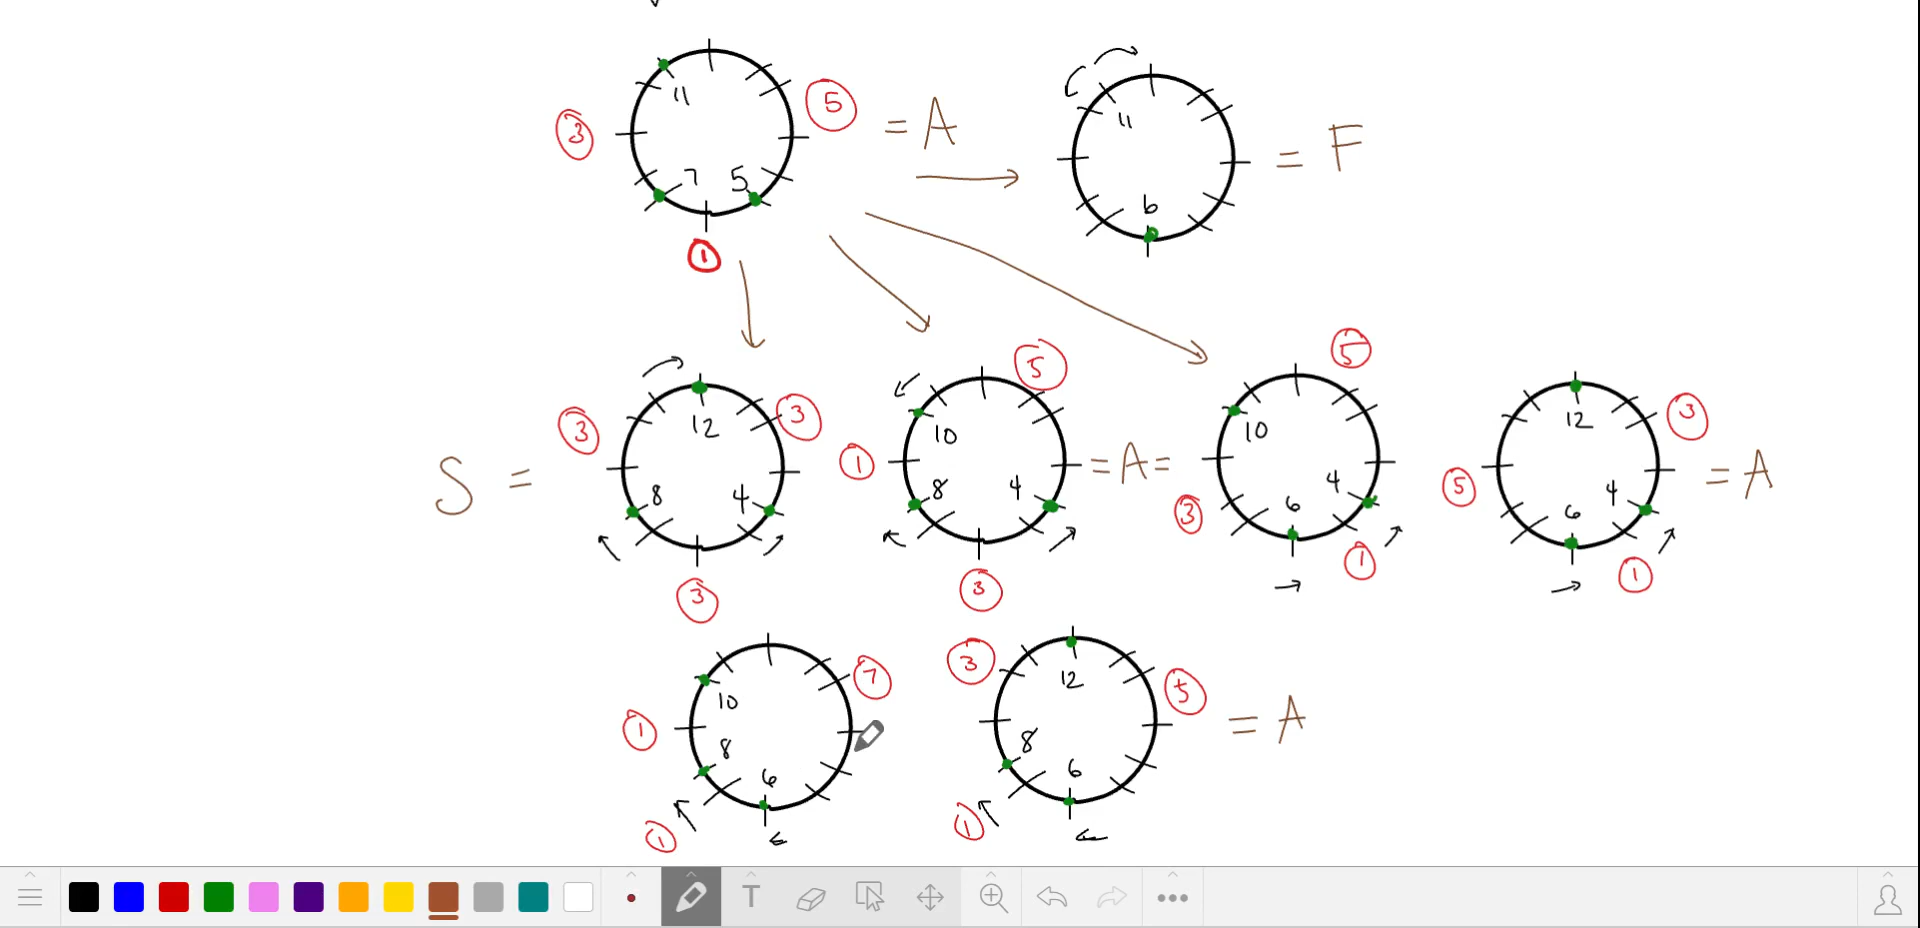 11 7 5 ③ ⑤ ① = A
11 6 = F
S = 12 8 4 ③ ③ ③
10 8 4 ① ⑤ ③ = A =
10 6 4 ③ ⑤ ①
12 6 4 ⑤ ③ ① = A
10 8 6 ① ⑦ ①
12 8 6 ③ ⑤ ① = A
T